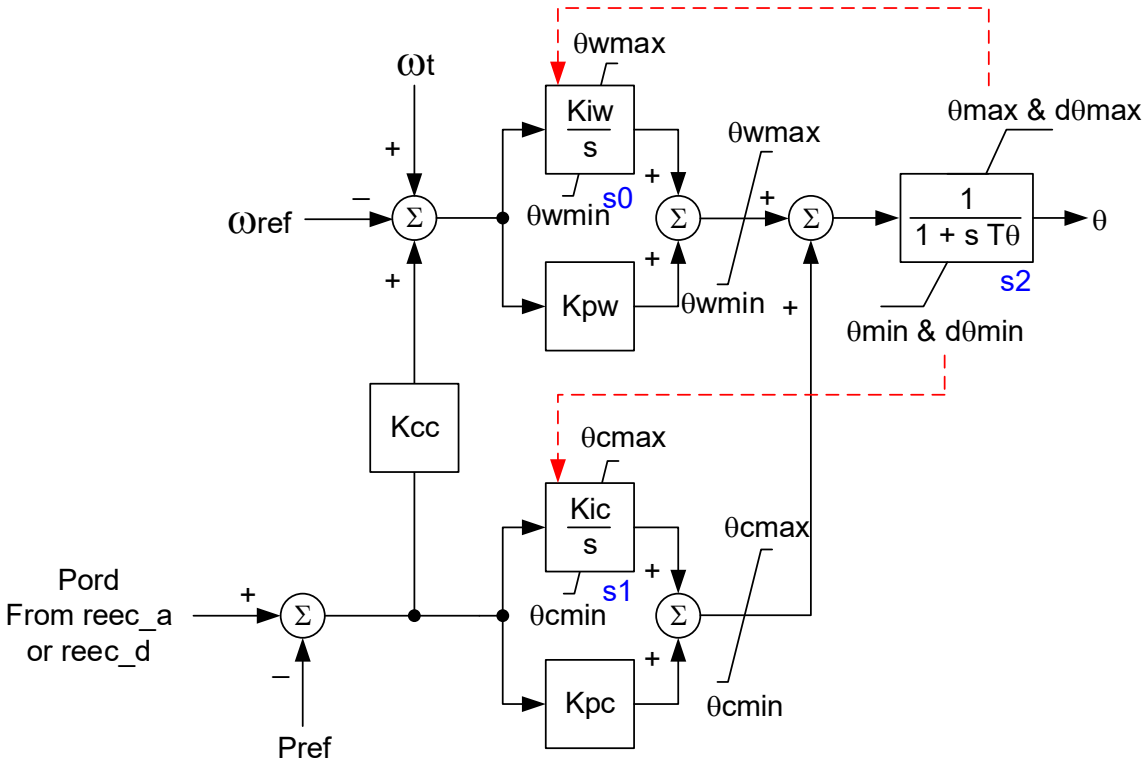 θwmax
ωt
Kiw
s
θmax & dθmax
θwmax
+
+
+
–
s0
ωref
Σ
θwmin
Σ
Σ
1
1 + s Tθ
θ
+
+
s2
Kpw
θwmin
+
θmin & dθmin
Kcc
θcmax
Kic
s
θcmax
Pord
From reec_a
or reec_d
+
+
s1
θcmin
Σ
Σ
–
+
Kpc
θcmin
Pref